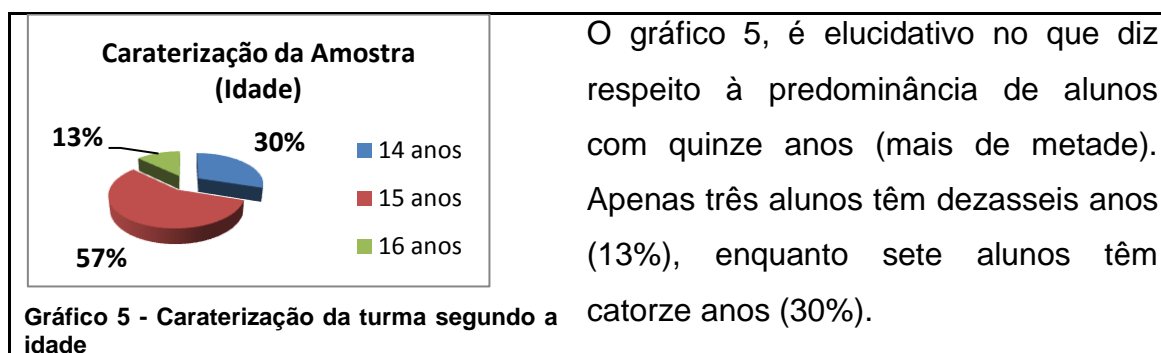 Caraterização da Amostra
(Idade)
13%
30%
57%
14 anos
15 anos
16 anos
Gráfico 5 - Caraterização da turma segundo a
idade
O gráfico 5, é elucidativo no que diz
respeito à predominância de alunos
com quinze anos (mais de metade).
Apenas três alunos têm dezasseis anos
(13%), enquanto sete alunos têm
catorze anos (30%).